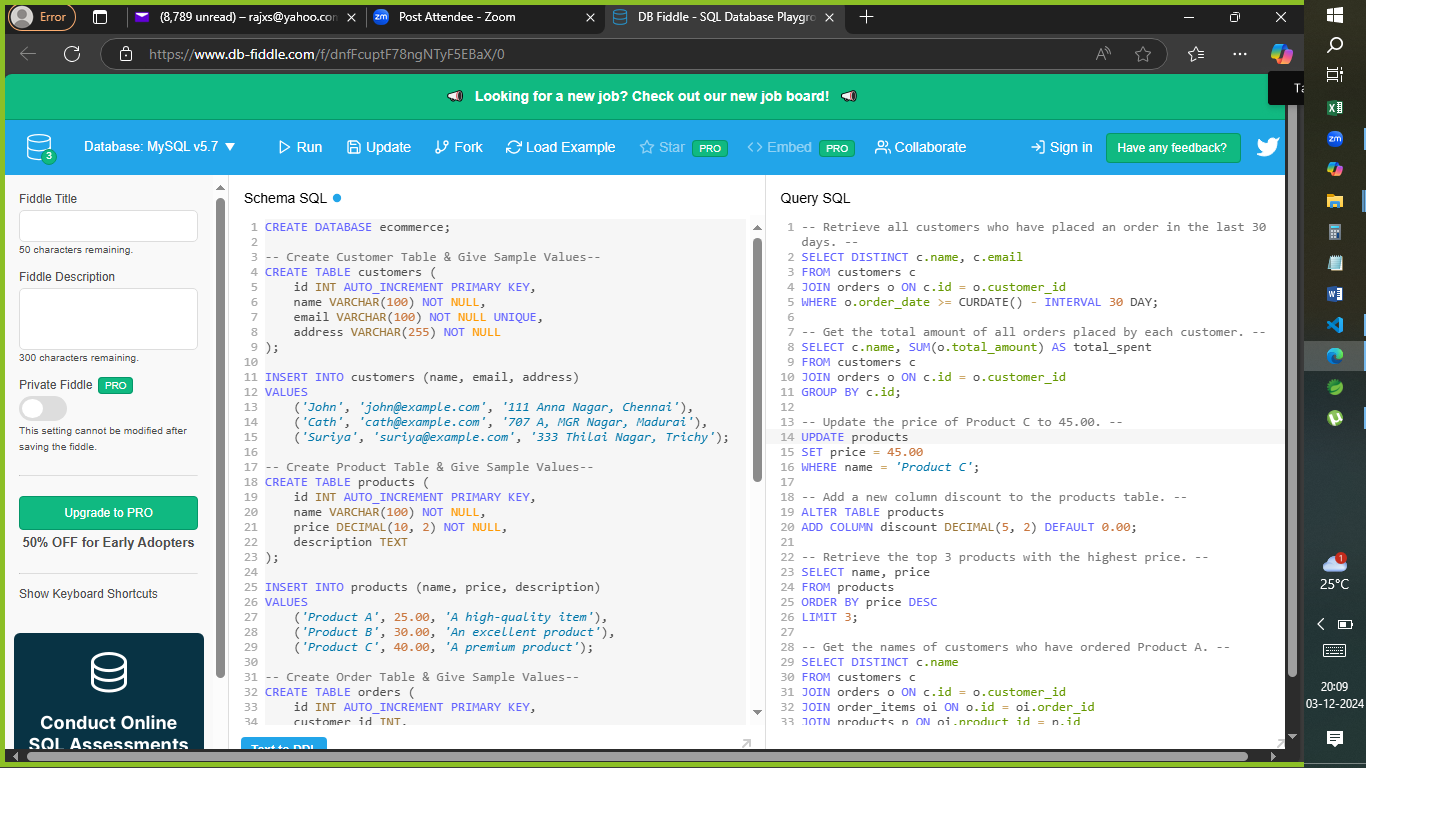 Error
(8,789 unread) – rajxs@yahoo.con
zm
Post Attendee - Zoom
DB Fiddle - SQL Database Playgro
https://www.db-fiddle.com/f/dnfFcuptF78ngNTyF5EBaX/0
Looking for a new job? Check out our new job board!
3
Database: MySQL v5.7
Run
Update
Fork
Load Example
Star
PRO
Embed
PRO
Collaborate
Sign in
Have any feedback?
Fiddle Title
50 characters remaining.
Fiddle Description
300 characters remaining.
Private Fiddle
PRO
This setting cannot be modified after
saving the fiddle.
Upgrade to PRO
50% OFF for Early Adopters
Show Keyboard Shortcuts
Conduct Online
SQL Assessments
Schema SQL
1 CREATE DATABASE ecommerce;
2
3 -- Create Customer Table & Give Sample Values--
4 CREATE TABLE customers (
5 id INT AUTO_INCREMENT PRIMARY KEY,
6 name VARCHAR(100) NOT NULL,
7 email VARCHAR(100) NOT NULL UNIQUE,
8 address VARCHAR(255) NOT NULL
9 );
10
11 INSERT INTO customers (name, email, address)
12 VALUES
13 ('John', 'john@example.com', '111 Anna Nagar, Chennai'),
14 ('Cath', 'cath@example.com', '707 A, MGR Nagar, Madurai'),
15 ('Suriya', 'suriya@example.com', '333 Thilai Nagar, Trichy');
16
17 -- Create Product Table & Give Sample Values--
18 CREATE TABLE products (
19 id INT AUTO_INCREMENT PRIMARY KEY,
20 name VARCHAR(100) NOT NULL,
21 price DECIMAL(10, 2) NOT NULL,
22 description TEXT
23 );
24
25 INSERT INTO products (name, price, description)
26 VALUES
27 ('Product A', 25.00, 'A high-quality item'),
28 ('Product B', 30.00, 'An excellent product'),
29 ('Product C', 40.00, 'A premium product');
30
31 -- Create Order Table & Give Sample Values--
32 CREATE TABLE orders (
33 id INT AUTO_INCREMENT PRIMARY KEY,
34 customer_id INT,
Text to DDL
Query SQL
1 -- Retrieve all customers who have placed an order in the last 30
days. --
2 SELECT DISTINCT c.name, c.email
3 FROM customers c
4 JOIN orders o ON c.id = o.customer_id
5 WHERE o.order_date >= CURDATE() - INTERVAL 30 DAY;
6
7 -- Get the total amount of all orders placed by each customer. --
8 SELECT c.name, SUM(o.total_amount) AS total_spent
9 FROM customers c
10 JOIN orders o ON c.id = o.customer_id
11 GROUP BY c.id;
12
13 -- Update the price of Product C to 45.00. --
14 UPDATE products
15 SET price = 45.00
16 WHERE name = 'Product C';
17
18 -- Add a new column discount to the products table. --
19 ALTER TABLE products
20 ADD COLUMN discount DECIMAL(5, 2) DEFAULT 0.00;
21
22 -- Retrieve the top 3 products with the highest price. --
23 SELECT name, price
24 FROM products
25 ORDER BY price DESC
26 LIMIT 3;
27
28 -- Get the names of customers who have ordered Product A. --
29 SELECT DISTINCT c.name
30 FROM customers c
31 JOIN orders o ON c.id = o.customer_id
32 JOIN order_items oi ON o.id = oi.order_id
33 JOIN products p ON oi.product_id = p.id
Ta
zm
1
25°C
20:09
03-12-2024